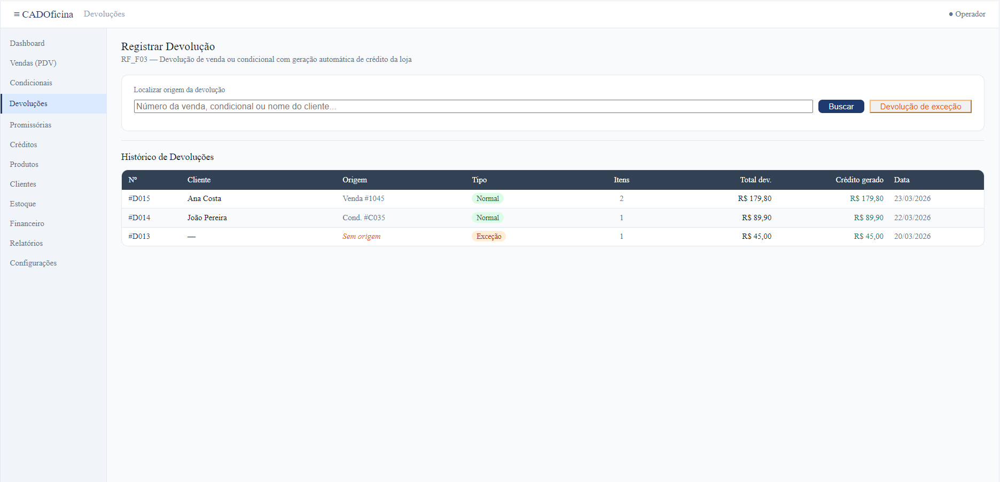 ≡ CADOficina Devoluções ● Operador
Dashboard
Vendas (PDV)
Condicionais
Devoluções
Promissórias
Créditos
Produtos
Clientes
Estoque
Financeiro
Relatórios
Configurações
Registrar Devolução
RF_F03 — Devolução de venda ou condicional com geração automática de crédito da loja
Localizar origem da devolução
Número da venda, condicional ou nome do cliente... Buscar Devolução de exceção
Histórico de Devoluções
Nº Cliente Origem Tipo Itens Total dev. Crédito gerado Data
#D015 Ana Costa Venda #1045 Normal 2 R$ 179,80 R$ 179,80 23/03/2026
#D014 João Pereira Cond. #C035 Normal 1 R$ 89,90 R$ 89,90 22/03/2026
#D013 — Sem origem Exceção 1 R$ 45,00 R$ 45,00 20/03/2026